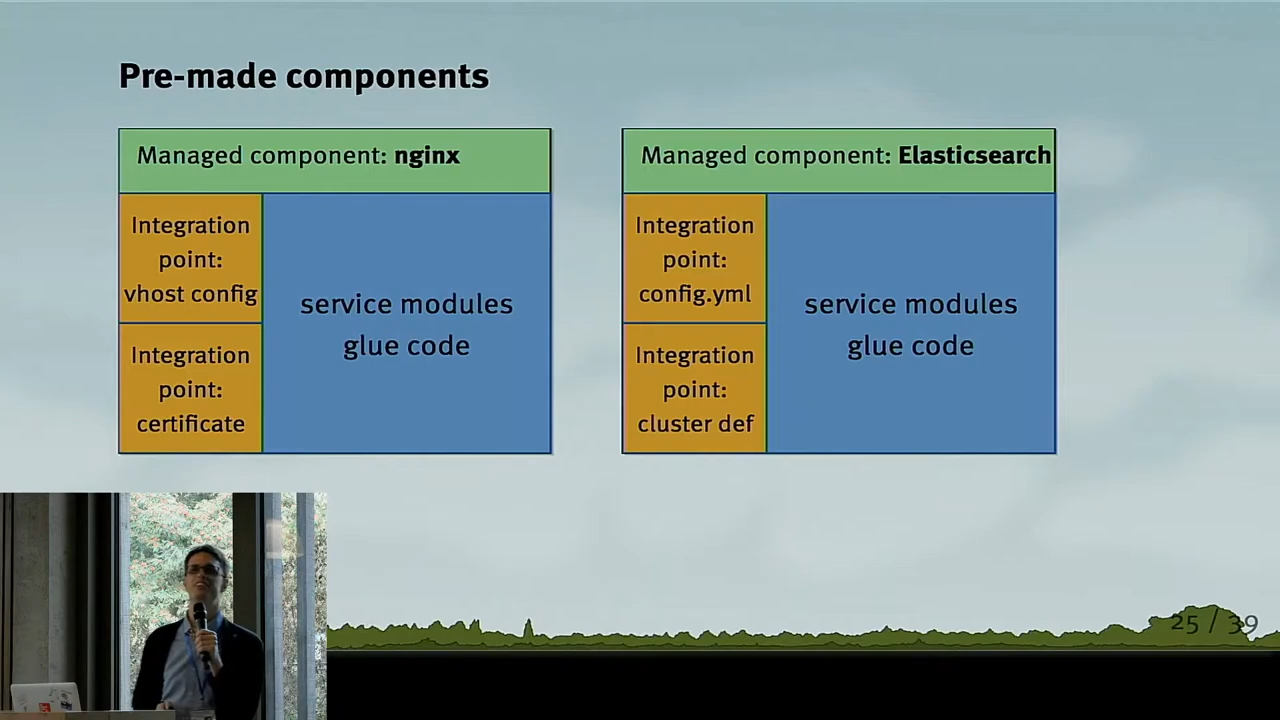 Pre-made components
Managed component: nginx
Integration
point:
vhost config
Integration
point:
certificate
service modules
glue code
Managed component: Elasticsearch
Integration
point:
config.yml
Integration
point:
cluster def
service modules
glue code
25 / 39